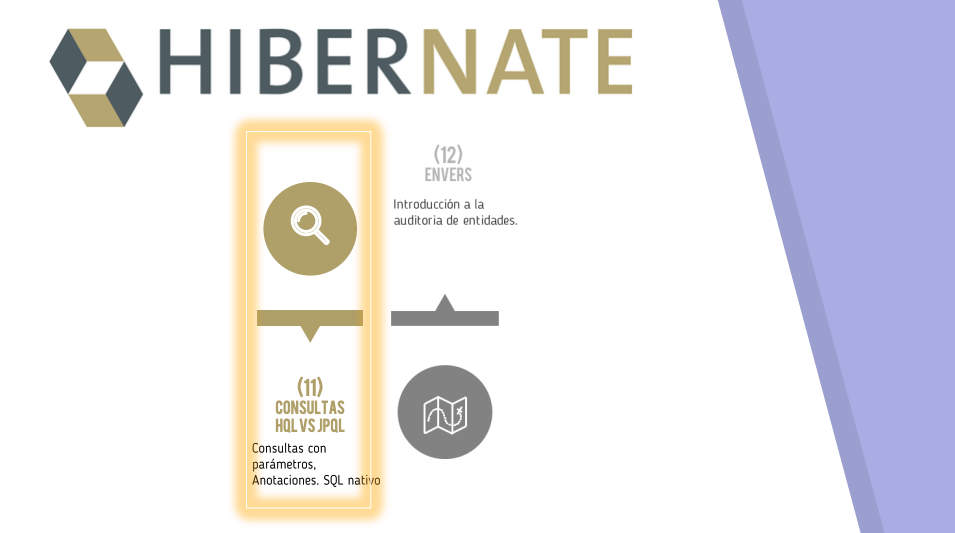 HIBERNATE
(12)
ENVERS
Introducción a la
auditoria de entidades.
(11)
CONSULTAS
HQL VS JPQL
Consultas con
parámetros,
Anotaciones. SQL nativo